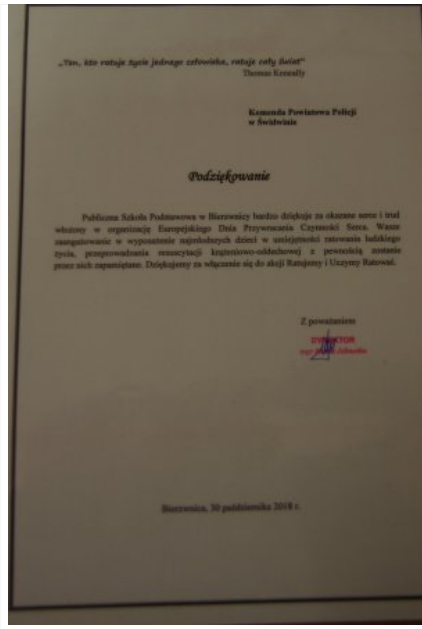 „Ten, kto ratuje życie jednego człowieka, ratuje cały świat”
Thomas Keneally
Komenda Powiatowa Policji
w Świdwinie
Podziękowanie
Publiczna Szkoła Podstawowa w Bierzwnicy bardzo dziękuje za okazane serce i trud
włożony w organizację Europejskiego Dnia Przywracania Czynności Serca. Wasze
zaangażowanie w wyposażenie najmłodszych dzieci w umiejętności ratowania ludzkiego
życia, przeprowadzania resuscytacji krążeniowo-oddechowej z pewnością zostanie
przez nich zapamiętane. Dziękujemy za włączenie się do akcji Ratujemy i Uczymy Ratować.
Z poważaniem
DYREKTOR
mgr
Bierzwnica, 30 października 2018 r.